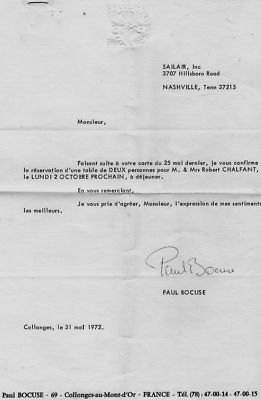 SAILAIR, Inc
3707 Hillsboro Road
NASHVILLE, Tenn 37215
Monsieur,
Faisant suite à votre carte du 25 mai dernier, je vous confirme
la réservation d'une table de DEUX personnes pour M. & Mrs Robert CHALFANT,
le LUNDI 2 OCTOBRE PROCHAIN, à déjeuner.
En vous remerciant,
Je vous prie d'agréer, Monsieur, l'expression de mes sentiments
les meilleurs.
Paul Bocuse
PAUL BOCUSE
Collonges, le 31 mai 1972.
Paul BOCUSE - 69 - Collonges-au-Mont-d'Or - FRANCE - Tél. (78) 47-00-14 - 47-00-15